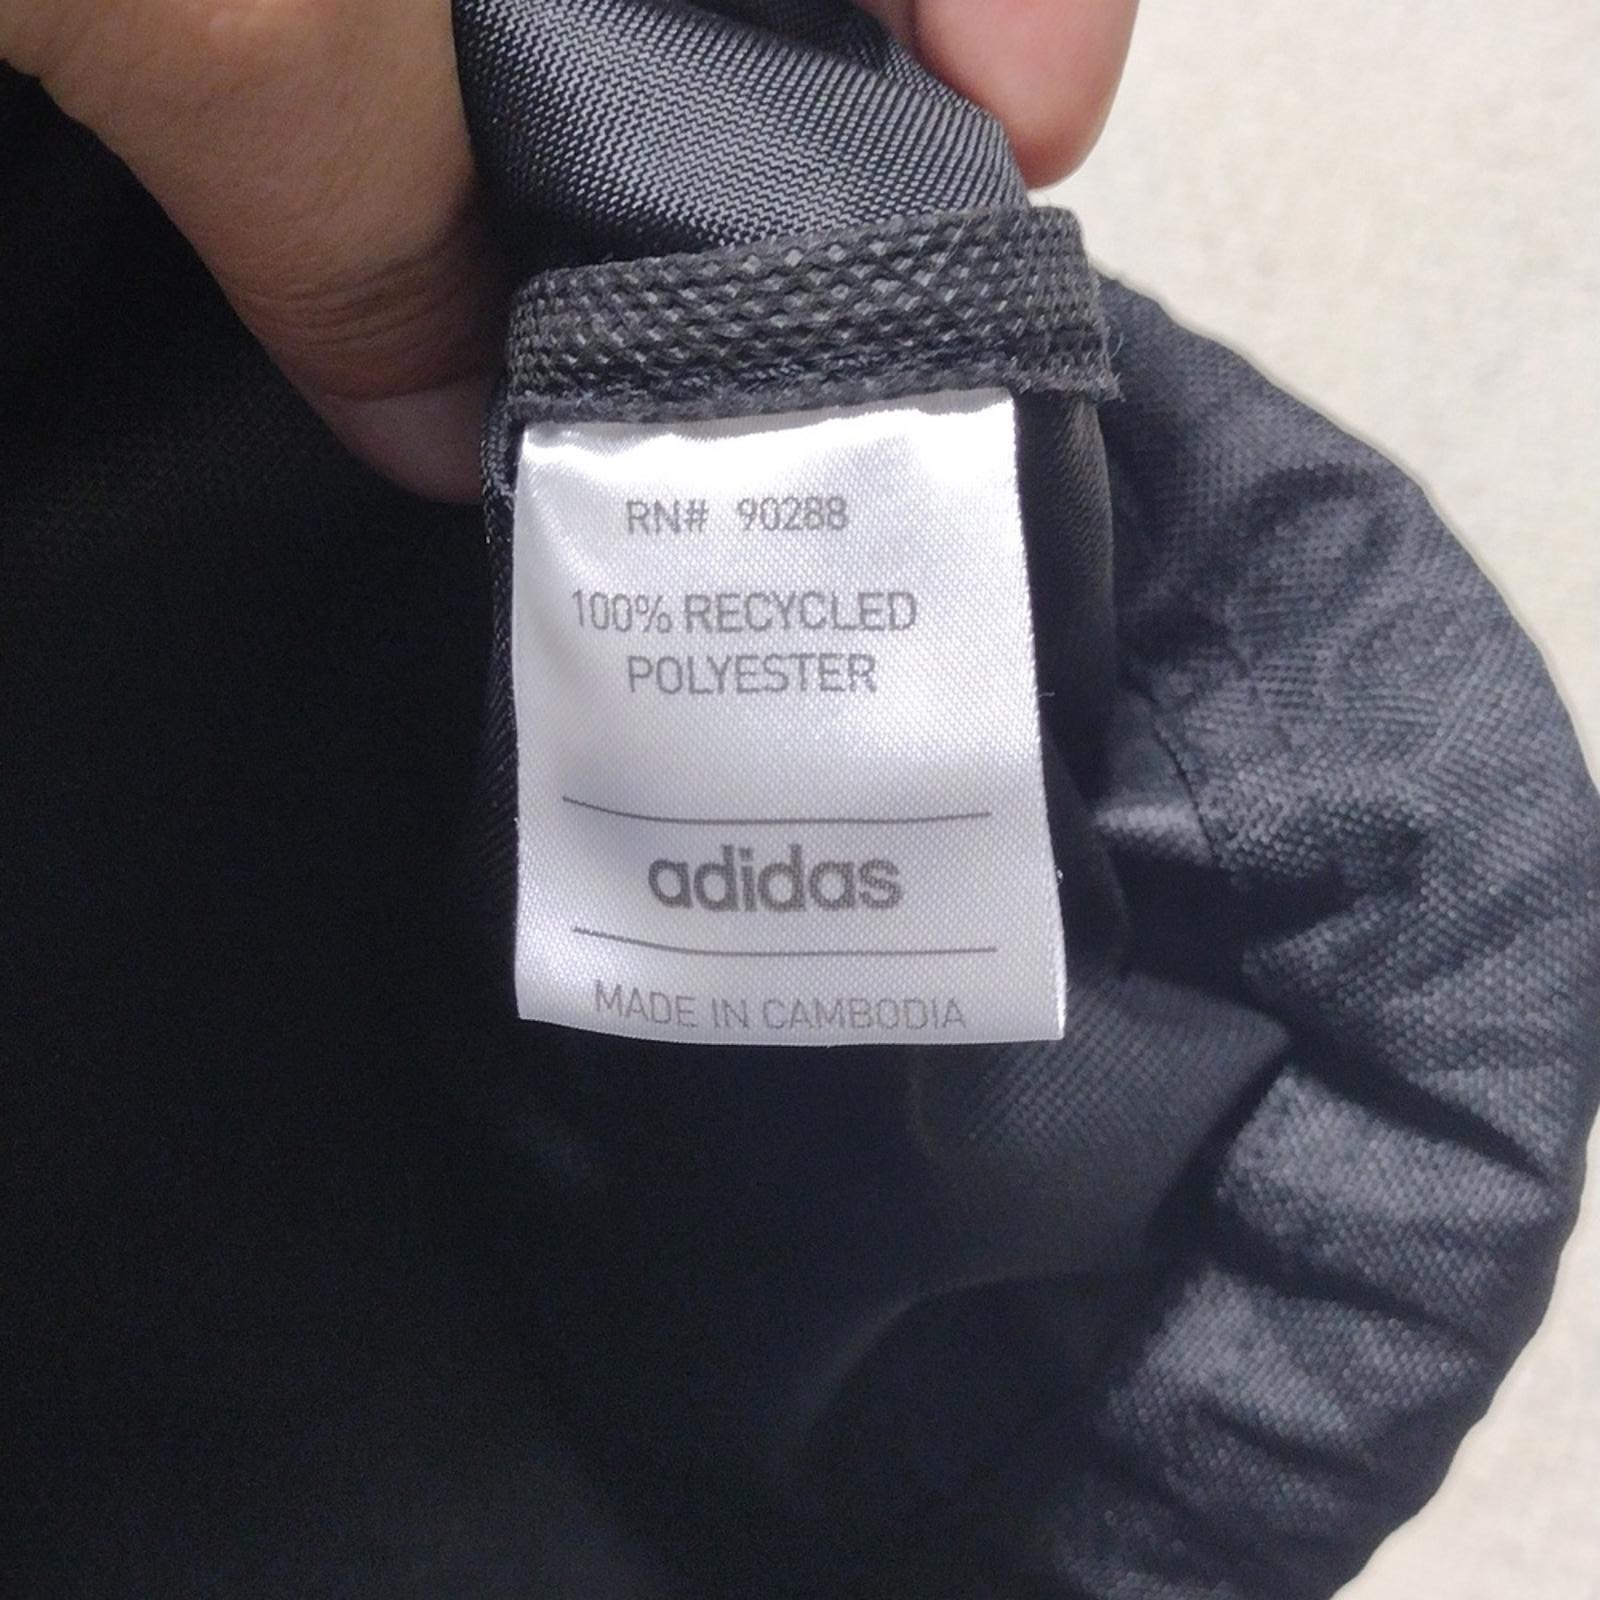 RN# 90288
100% RECYCLED
POLYESTER
adidas
MADE IN CAMBODIA